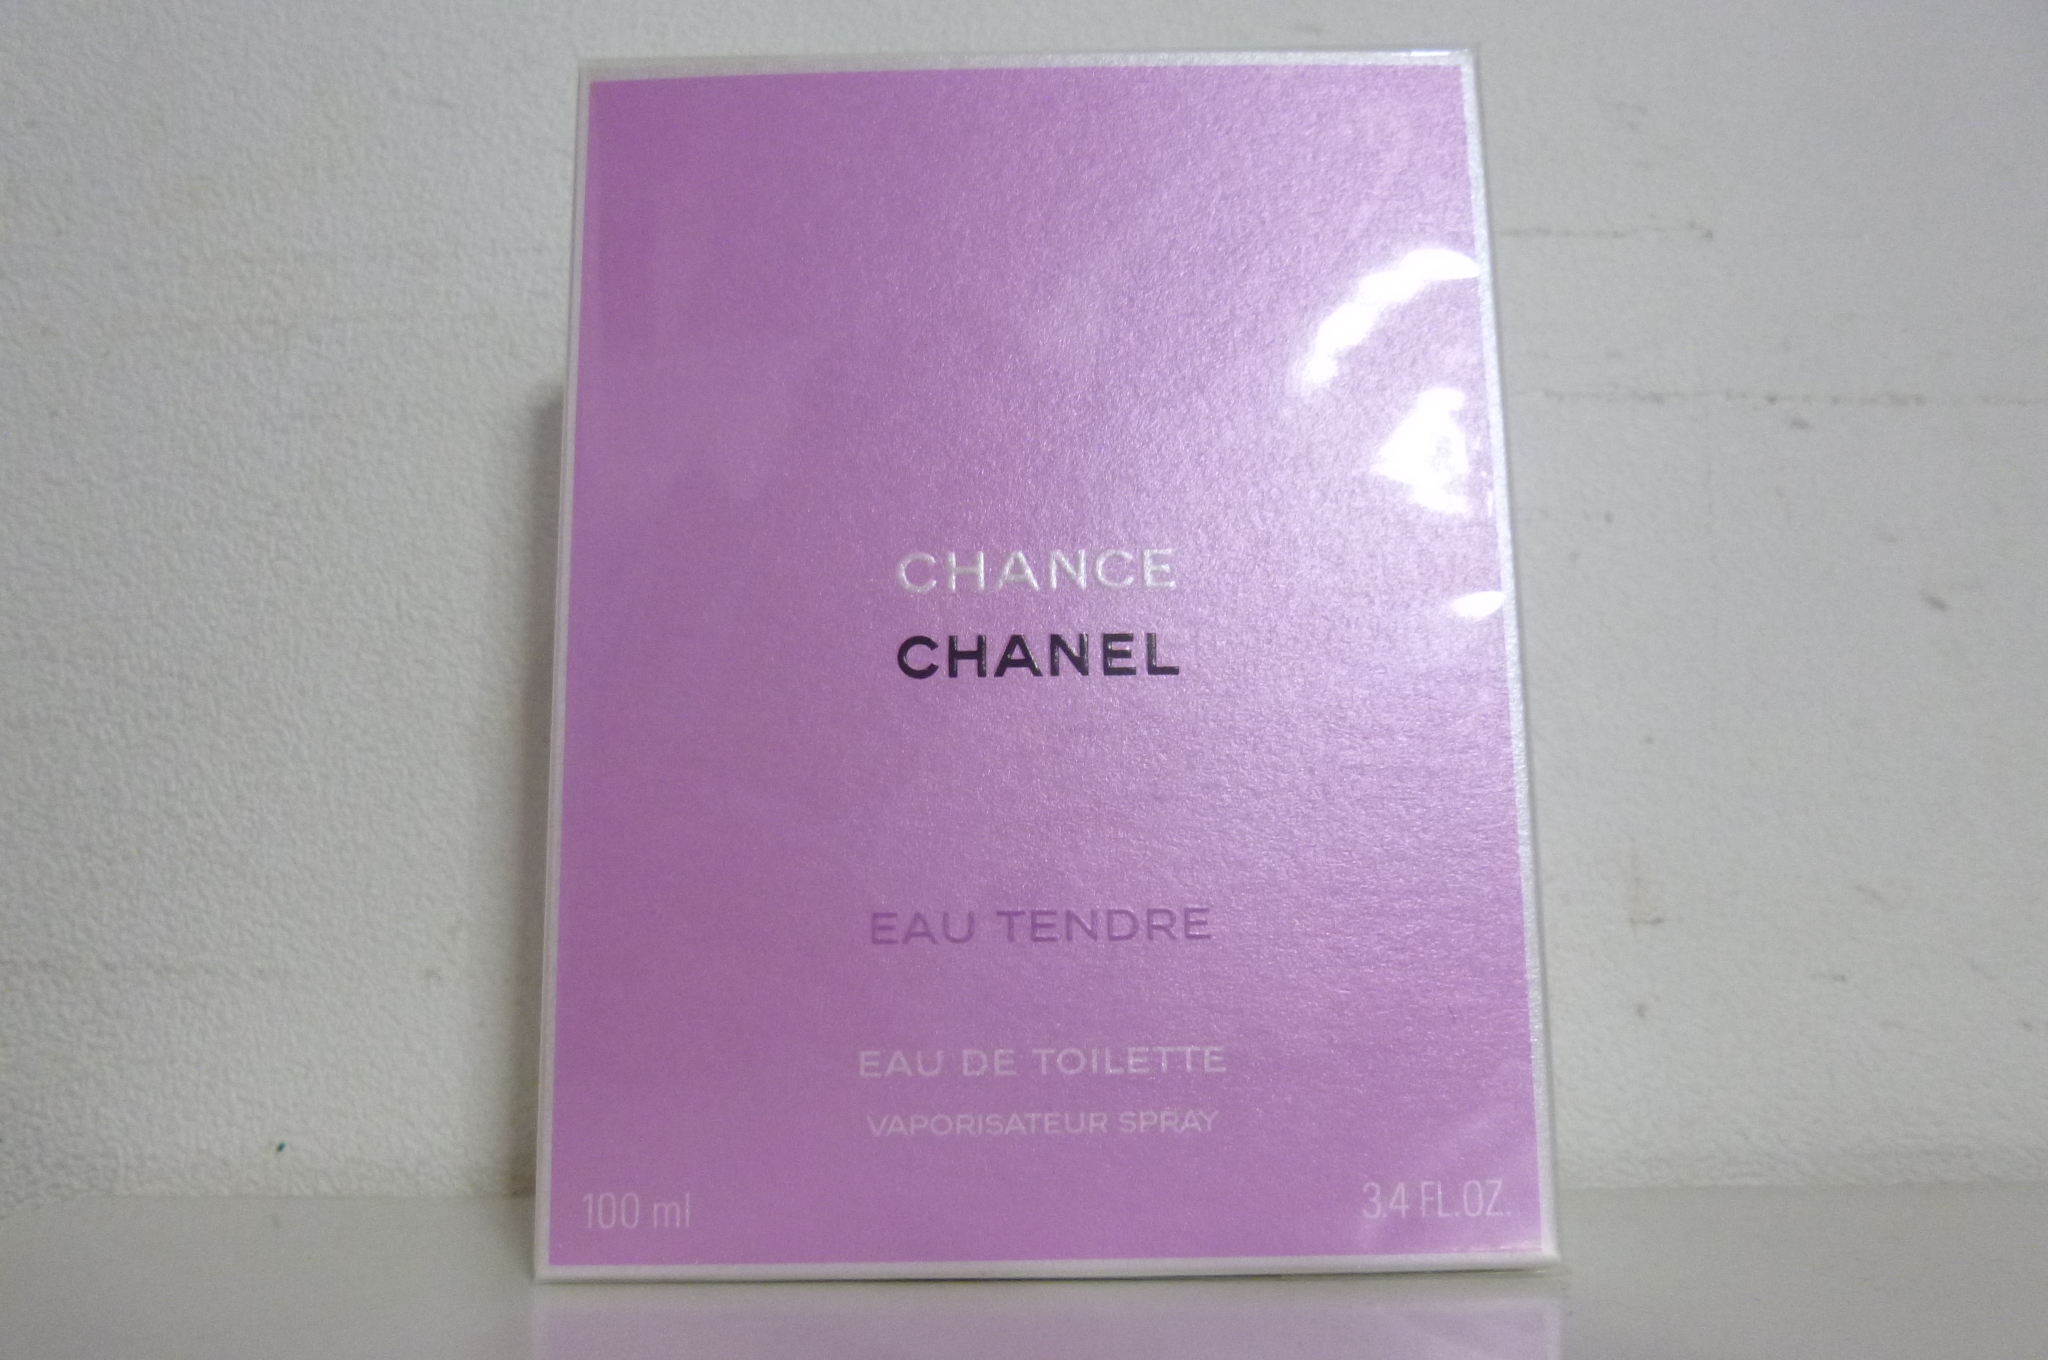 CHANCE
CHANEL
EAU TENDRE
EAU DE TOILETTE
VAPORISATEUR SPRAY
100 ml 3.4 FL.OZ.